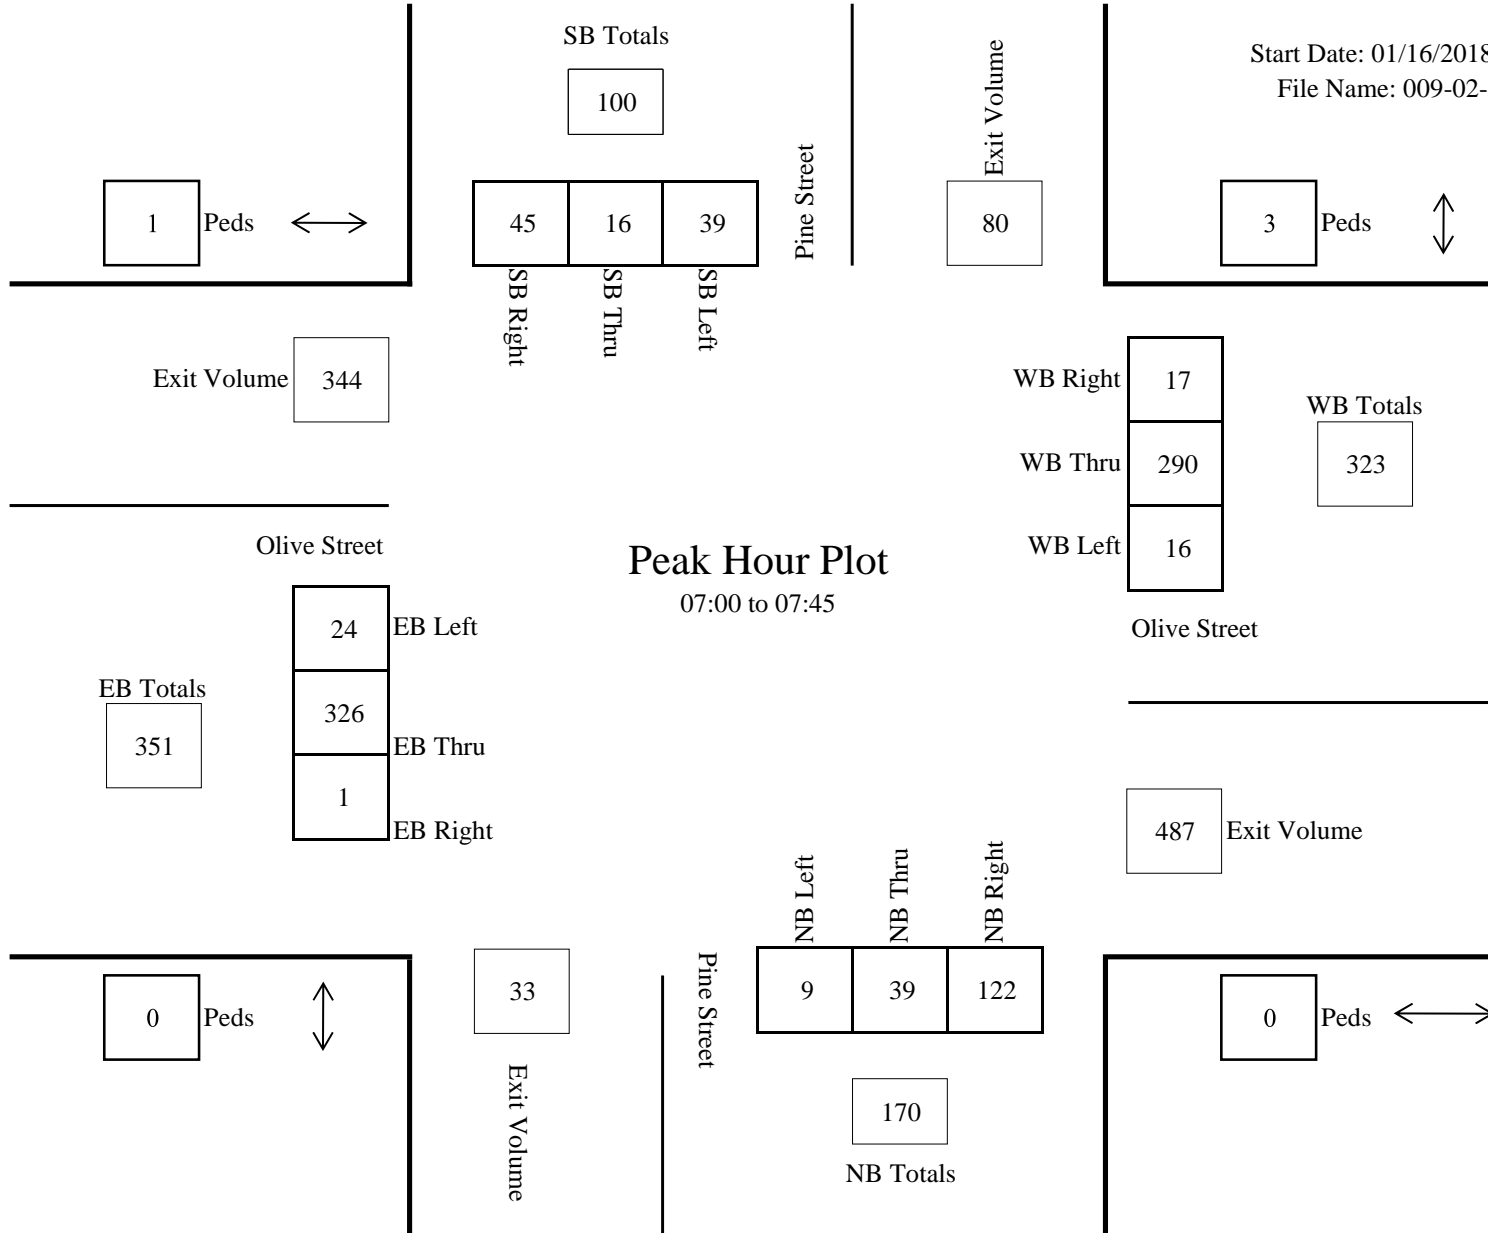 SB Totals
100
Start Date: 01/16/2018
File Name: 009-02-
Exit Volume
80
Pine Street
1 Peds
45 16 39
SB Right SB Thru SB Left
3 Peds
Exit Volume 344
WB Right 17
WB Thru 290
WB Left 16
WB Totals
323
Olive Street
Peak Hour Plot
07:00 to 07:45
Olive Street
24 EB Left
326 EB Thru
1 EB Right
EB Totals
351
487 Exit Volume
NB Left NB Thru NB Right
9 39 122
Pine Street
33
Exit Volume
0 Peds
0 Peds
170
NB Totals